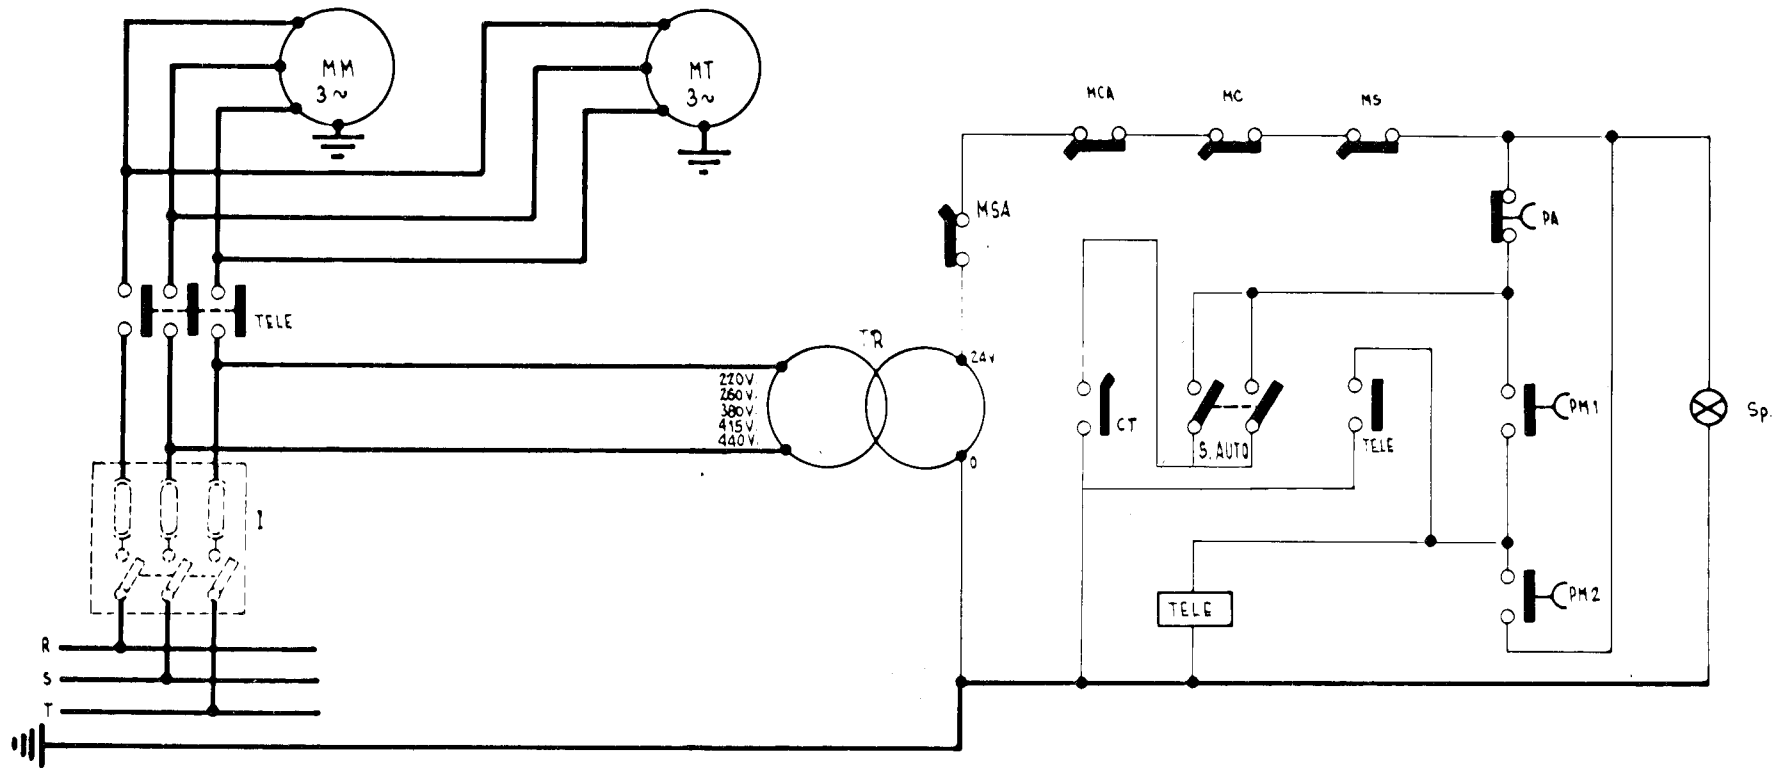 MM
3~
MT
3~
MCA
MC
MS
MSA
PA
TELE
TR
24V
220V.
260V.
380V.
415V.
440V.
0
CT
S. AUTO
TELE
PM1
Sp.
I
TELE
PM2
R
S
T